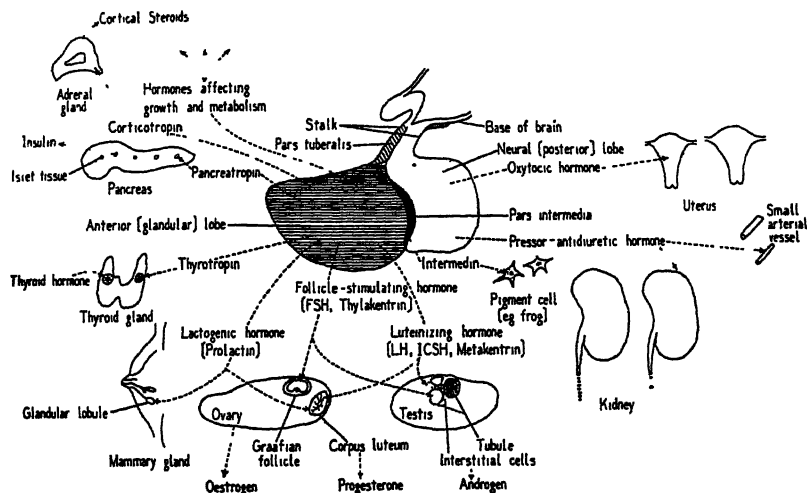 Cortical Steroids
Adreral
gland
Hormones affecting
growth and metabolism
Corticotropin
Insulin
Islet tissue
Pancreas
Pancreatropin
Stalk
Pars tuberalis
Base of brain
Neural (posterior) lobe
Oxytocic hormone
Uterus
Small
arterial
vessel
Anterior (glandular) lobe
Pars intermedia
Pressor-antidiuretic hormone
Thyroid hormone
Thyrotropin
Thyroid gland
Intermedin
Pigment cell
(eg frog)
Follicle-stimulating hormone
(FSH, Thylakentrin)
Lactogenic hormone
(Prolactin)
Luteinizing hormone
(LH, ICSH, Metakentrin)
Kidney
Glandular lobule
Mammary gland
Ovary
Graafian
follicle
Corpus luteum
Testis
Tubule
Interstitial cells
Oestrogen
Progesterone
Androgen